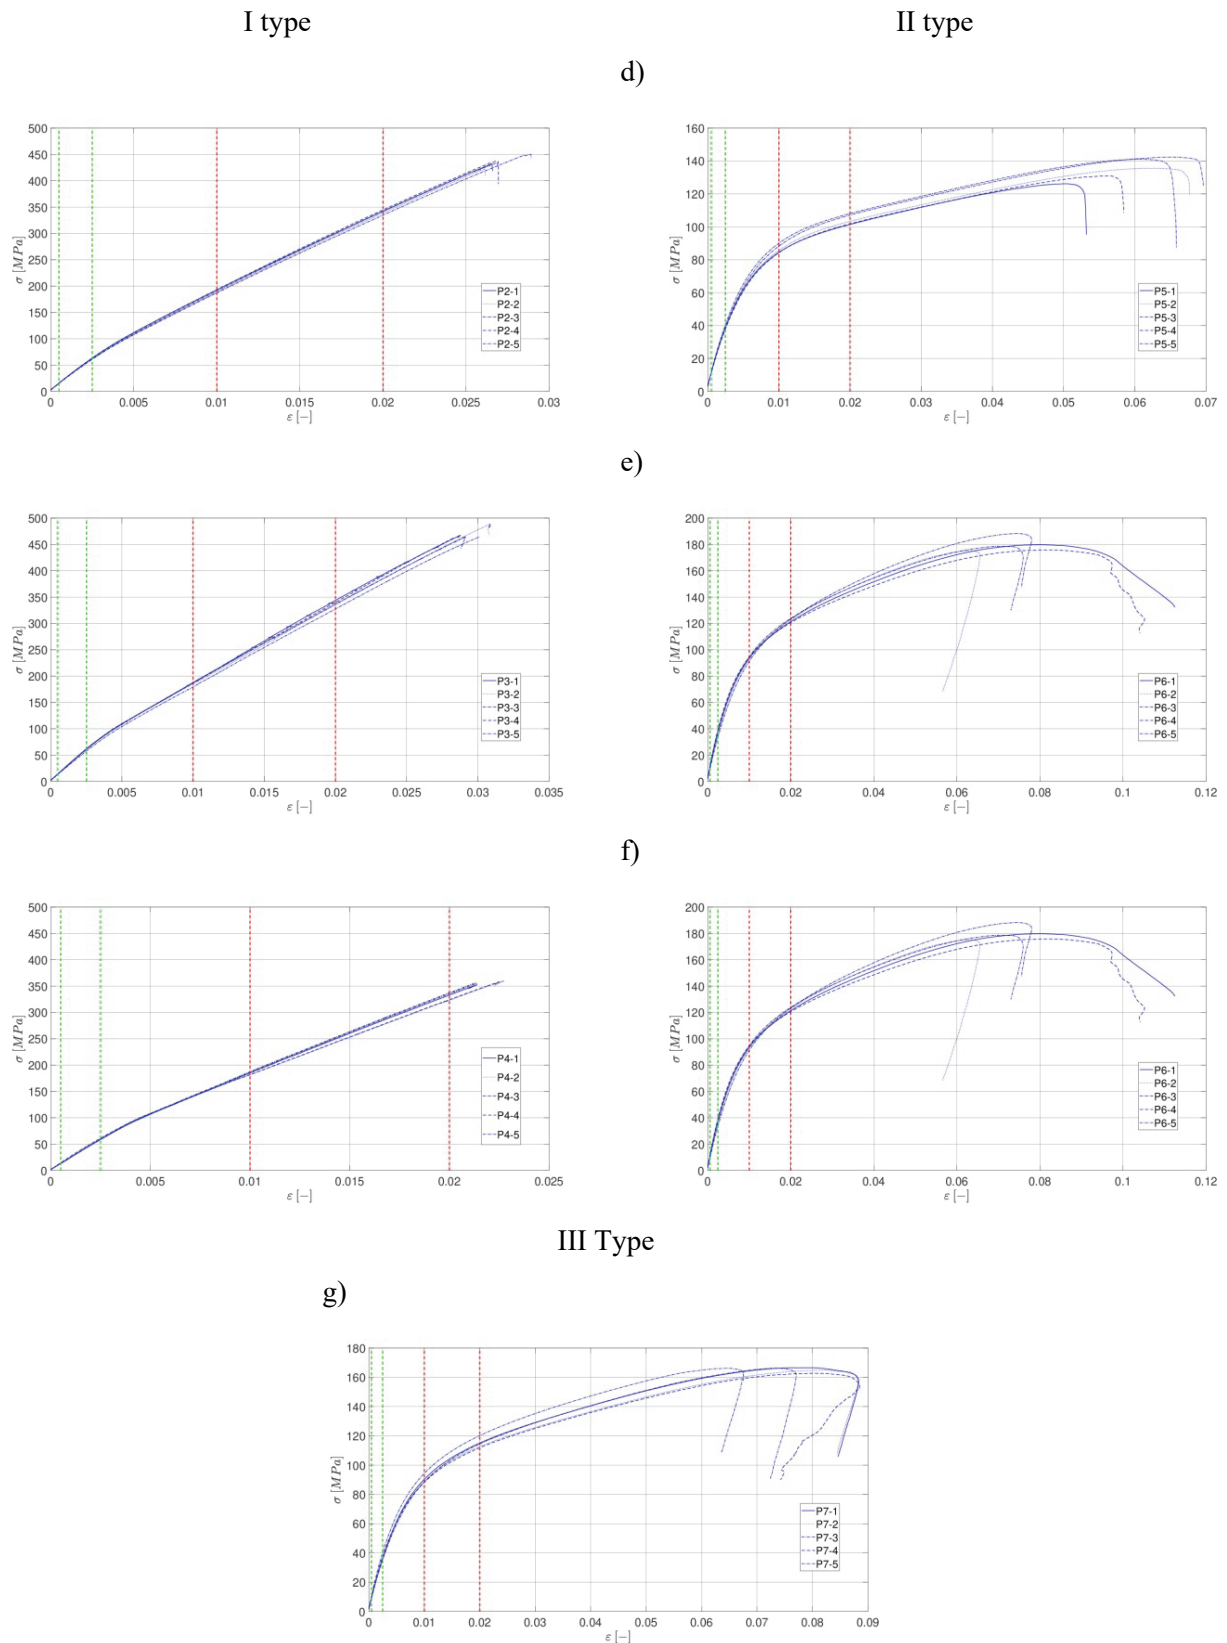 I type
II type
d)
500
450
400
350
300
250
200
150
100
50
0
σ [MPa]
0 0.005 0.01 0.015 0.02 0.025 0.03
ε [−]
P2-1
P2-2
P2-3
P2-4
P2-5
160
140
120
100
80
60
40
20
0
σ [MPa]
0 0.01 0.02 0.03 0.04 0.05 0.06 0.07
ε [−]
P5-1
P5-2
P5-3
P5-4
P5-5
e)
500
450
400
350
300
250
200
150
100
50
0
σ [MPa]
0 0.005 0.01 0.015 0.02 0.025 0.03 0.035
ε [−]
P3-1
P3-2
P3-3
P3-4
P3-5
200
180
160
140
120
100
80
60
40
20
0
σ [MPa]
0 0.02 0.04 0.06 0.08 0.1 0.12
ε [−]
P6-1
P6-2
P6-3
P6-4
P6-5
f)
500
450
400
350
300
250
200
150
100
50
0
σ [MPa]
0 0.005 0.01 0.015 0.02 0.025
ε [−]
P4-1
P4-2
P4-3
P4-4
P4-5
200
180
160
140
120
100
80
60
40
20
0
σ [MPa]
0 0.02 0.04 0.06 0.08 0.1 0.12
ε [−]
P6-1
P6-2
P6-3
P6-4
P6-5
III Type
g)
180
160
140
120
100
80
60
40
20
0
σ [MPa]
0 0.01 0.02 0.03 0.04 0.05 0.06 0.07 0.08 0.09
ε [−]
P7-1
P7-2
P7-3
P7-4
P7-5